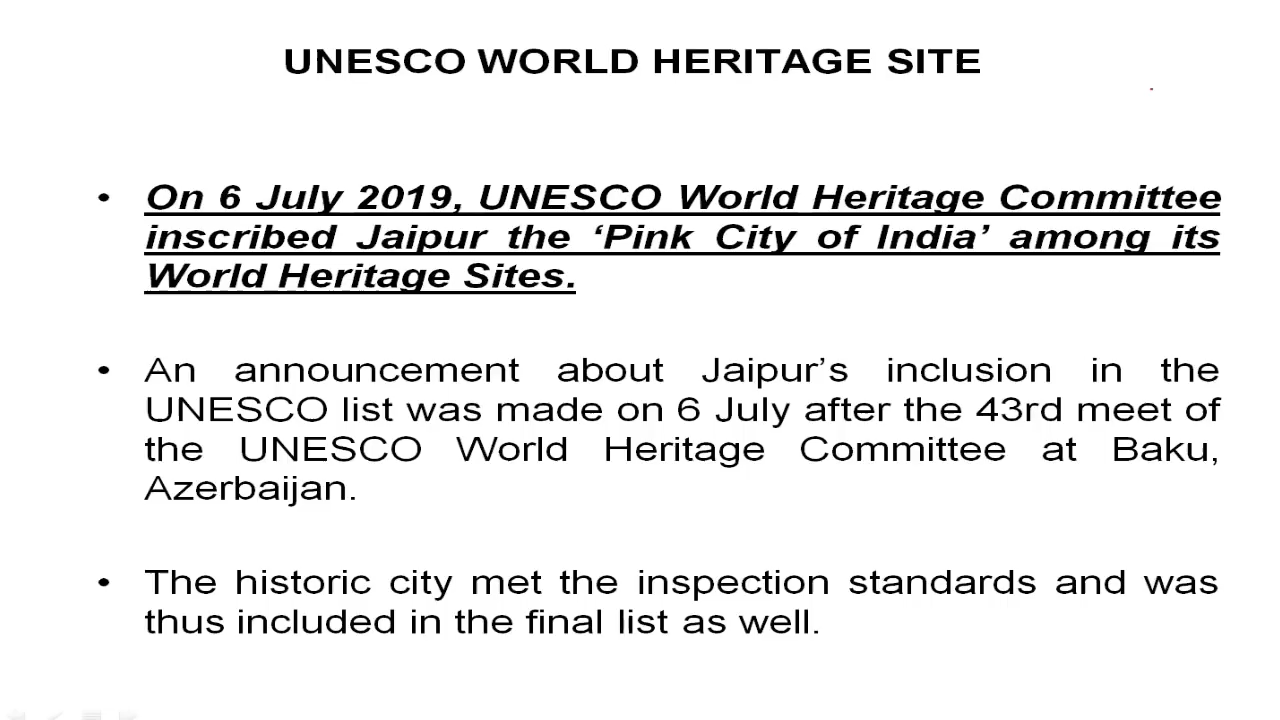 UNESCO WORLD HERITAGE SITE
• On 6 July 2019, UNESCO World Heritage Committee
inscribed Jaipur the ‘Pink City of India’ among its
World Heritage Sites.
• An announcement about Jaipur’s inclusion in the
UNESCO list was made on 6 July after the 43rd meet of
the UNESCO World Heritage Committee at Baku,
Azerbaijan.
• The historic city met the inspection standards and was
thus included in the final list as well.